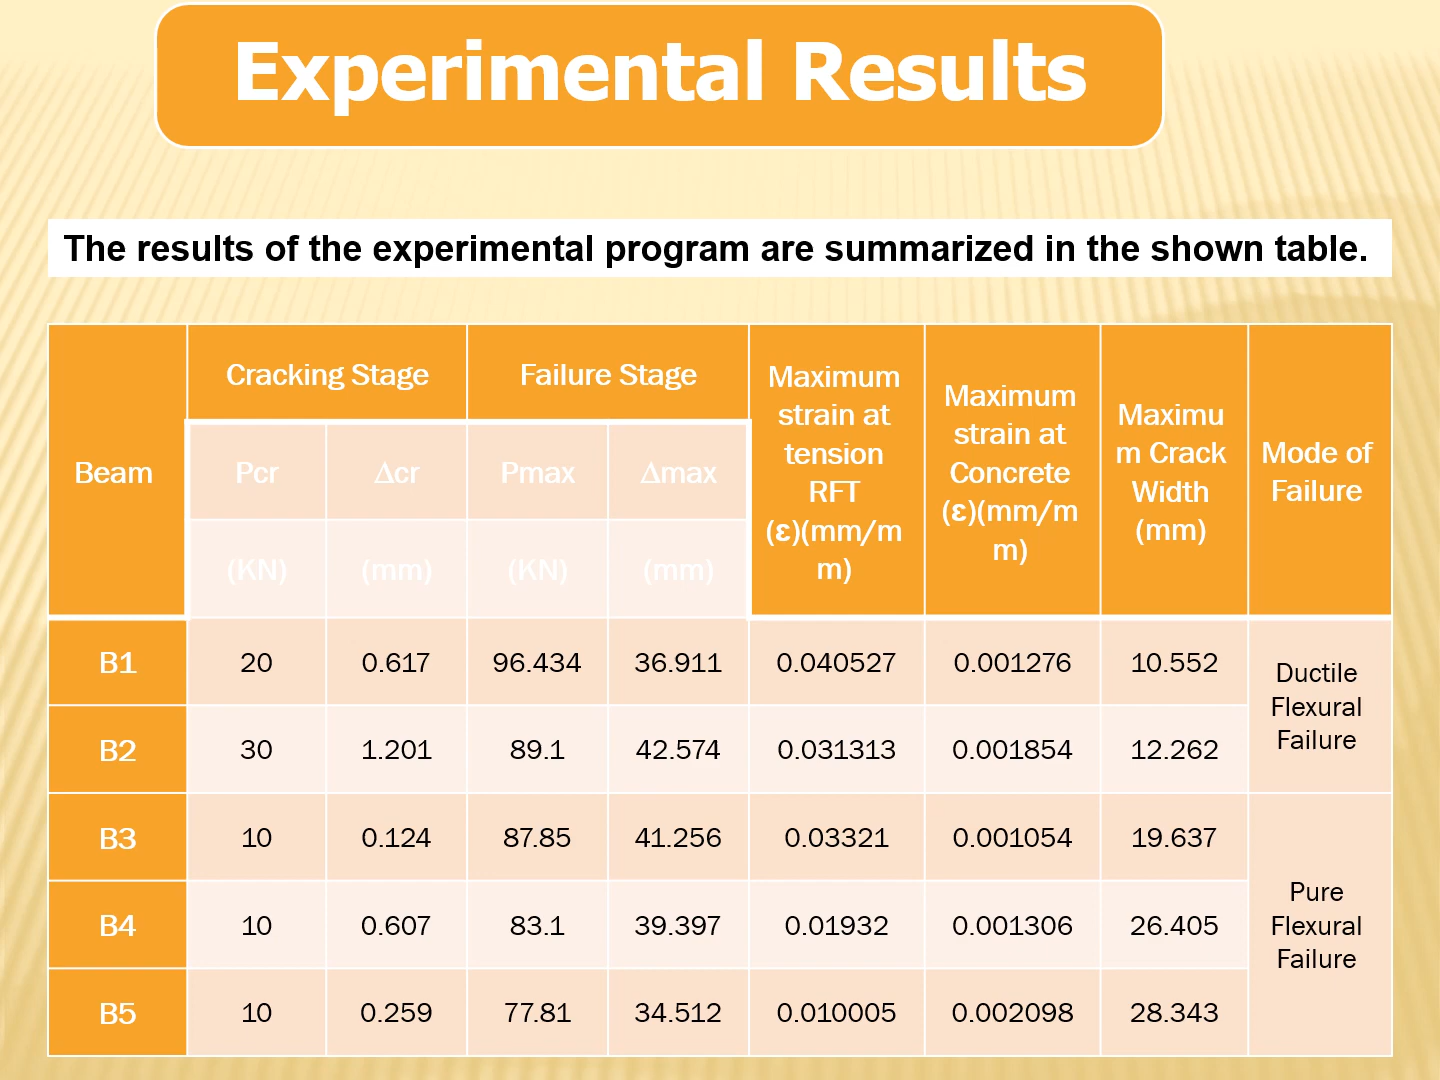 Experimental Results
The results of the experimental program are summarized in the shown table.
Beam
Cracking Stage
Failure Stage
Maximum
strain at
tension
RFT
(ε)(mm/m
m)
Maximum
strain at
Concrete
(ε)(mm/m
m)
Maximu
m Crack
Width
(mm)
Mode of
Failure
Pcr Δcr Pmax Δmax
(KN) (mm) (KN) (mm)
B1 20 0.617 96.434 36.911 0.040527 0.001276 10.552
Ductile
Flexural
Failure
B2 30 1.201 89.1 42.574 0.031313 0.001854 12.262
B3 10 0.124 87.85 41.256 0.03321 0.001054 19.637
B4 10 0.607 83.1 39.397 0.01932 0.001306 26.405
Pure
Flexural
Failure
B5 10 0.259 77.81 34.512 0.010005 0.002098 28.343